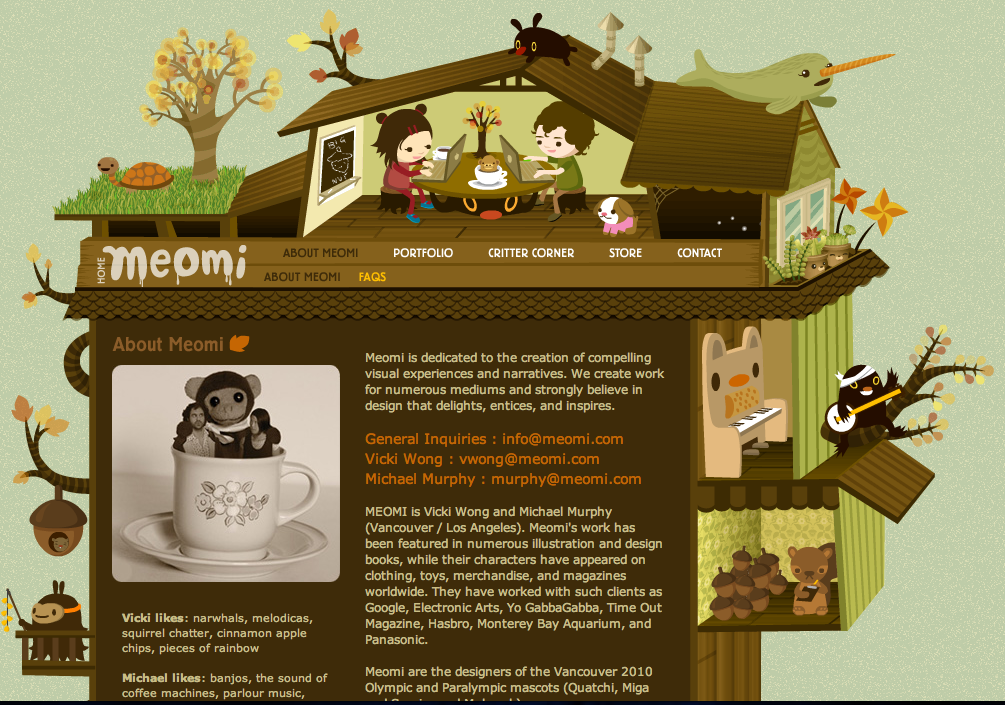 BIG
NUT
HOME
meomi
ABOUT MEOMI PORTFOLIO CRITTER CORNER STORE CONTACT
ABOUT MEOMI FAQS
About Meomi
Vicki likes: narwhals, melodicas,
squirrel chatter, cinnamon apple
chips, pieces of rainbow
Michael likes: banjos, the sound of
coffee machines, parlour music,
Meomi is dedicated to the creation of compelling
visual experiences and narratives. We create work
for numerous mediums and strongly believe in
design that delights, entices, and inspires.
General Inquiries : info@meomi.com
Vicki Wong : vwong@meomi.com
Michael Murphy : murphy@meomi.com
MEOMI is Vicki Wong and Michael Murphy
(Vancouver / Los Angeles). Meomi's work has
been featured in numerous illustration and design
books, while their characters have appeared on
clothing, toys, merchandise, and magazines
worldwide. They have worked with such clients as
Google, Electronic Arts, Yo GabbaGabba, Time Out
Magazine, Hasbro, Monterey Bay Aquarium, and
Panasonic.
Meomi are the designers of the Vancouver 2010
Olympic and Paralympic mascots (Quatchi, Miga